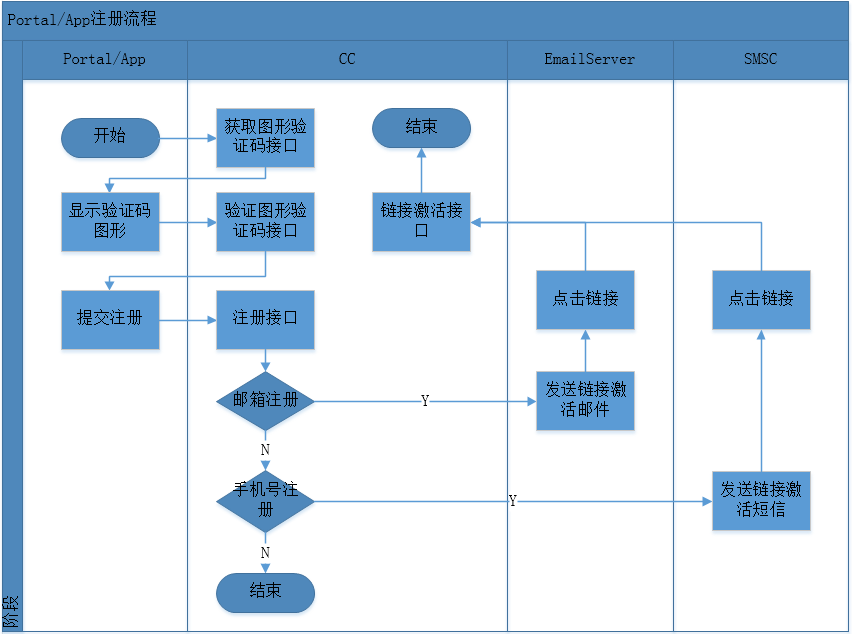 Portal/App注册流程
Portal/App
CC
EmailServer
SMSC
开始
获取图形验
证码接口
结束
显示验证码
图形
验证图形验
证码接口
链接激活接
口
提交注册
注册接口
点击链接
点击链接
邮箱注册
Y
发送链接激
活邮件
N
手机号注
册
Y
发送链接激
活短信
N
结束
阶段